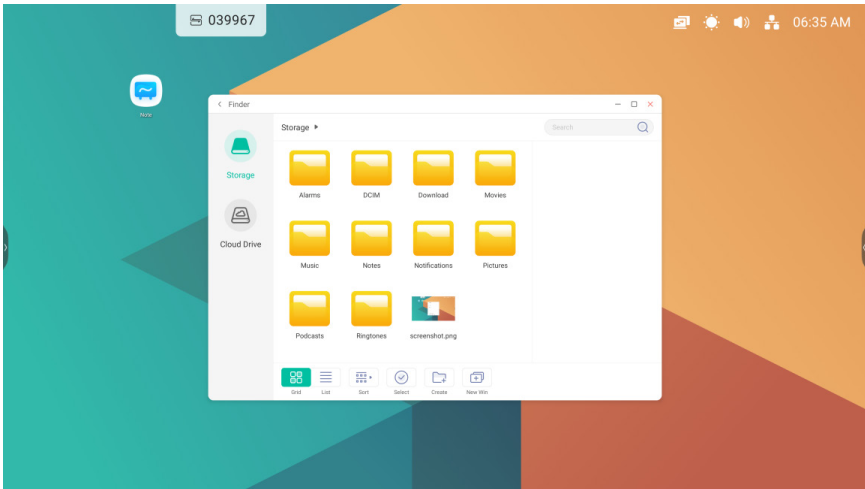 039967
06:35 AM
Note
Finder
Storage
Search
Storage
Cloud Drive
Alarms
DCIM
Download
Movies
Music
Notes
Notifications
Pictures
Podcasts
Ringtones
screenshot.png
Grid
List
Sort
Select
Create
New Win